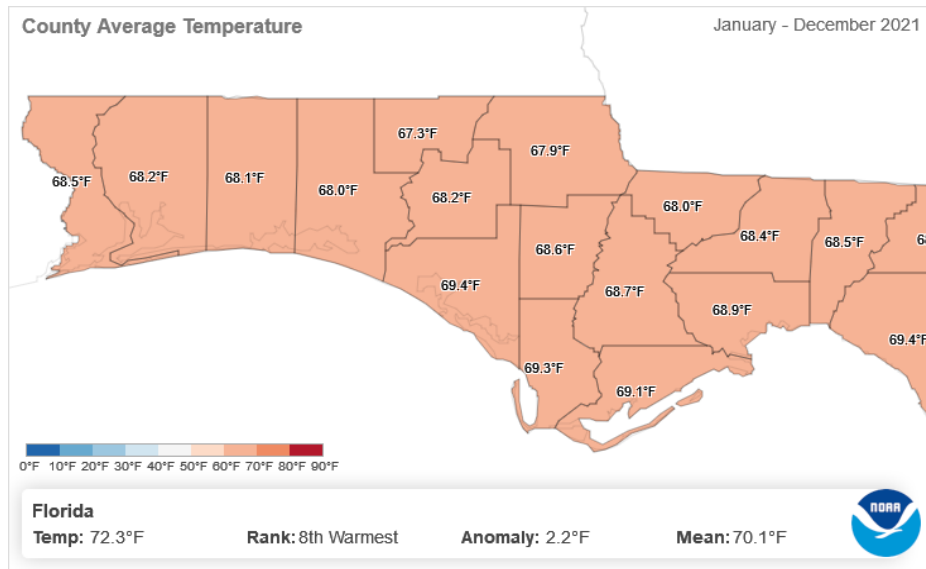 County Average Temperature
January - December 2021
67.3°F
67.9°F
68.5°F
68.2°F
68.1°F
68.0°F
68.2°F
68.0°F
68.4°F
68.5°F
68.6°F
69.4°F
68.7°F
68.9°F
69.3°F
69.1°F
69.4°F
0°F 10°F 20°F 30°F 40°F 50°F 60°F 70°F 80°F 90°F
Florida
Temp: 72.3°F Rank: 8th Warmest Anomaly: 2.2°F Mean: 70.1°F
NOAA